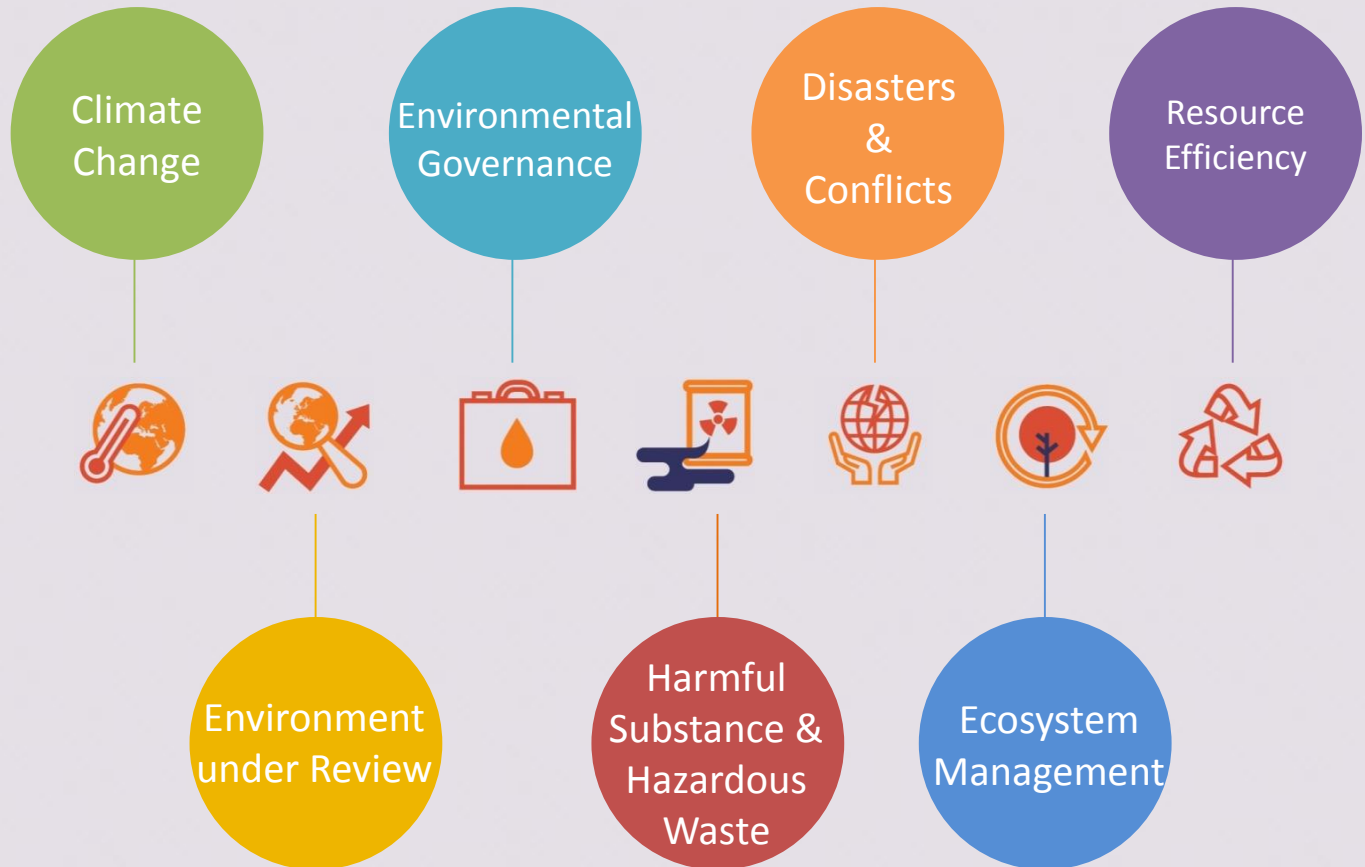 Climate
Change
Environmental
Governance
Disasters
&
Conflicts
Resource
Efficiency
Environment
under Review
Harmful
Substance &
Hazardous
Waste
Ecosystem
Management